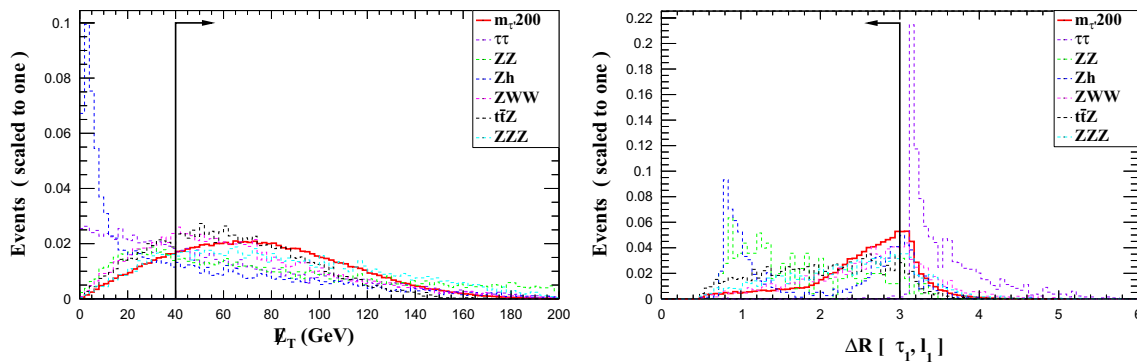 Events ( scaled to one)
0.1
0.08
0.06
0.04
0.02
0
0 20 40 60 80 100 120 140 160 180 200
E̸_T (GeV)
m_τ'200
ττ
ZZ
Zh
ZWW
tt̄Z
ZZZ
Events ( scaled to one)
0.22
0.2
0.18
0.16
0.14
0.12
0.1
0.08
0.06
0.04
0.02
0
0 1 2 3 4 5 6
ΔR [ τ_1, l_1 ]
m_τ'200
ττ
ZZ
Zh
ZWW
tt̄Z
ZZZ